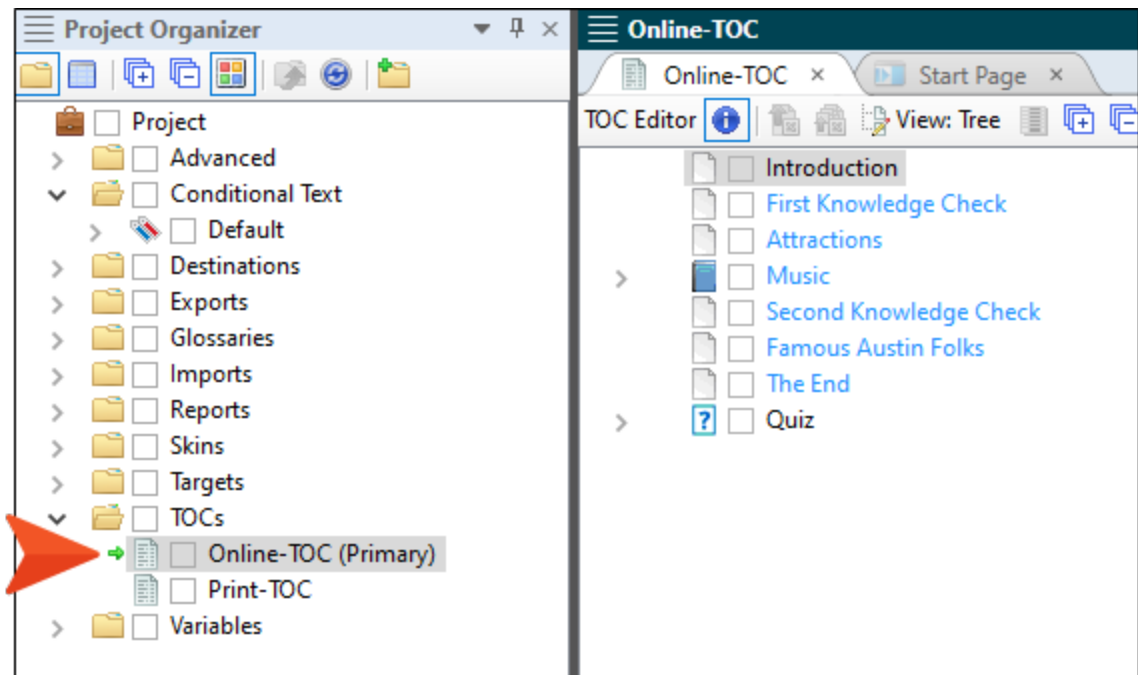 Project Organizer
Project
Advanced
Conditional Text
Default
Destinations
Exports
Glossaries
Imports
Reports
Skins
Targets
TOCs
Online-TOC (Primary)
Print-TOC
Variables
Online-TOC
Online-TOC × Start Page ×
TOC Editor View: Tree
Introduction
First Knowledge Check
Attractions
Music
Second Knowledge Check
Famous Austin Folks
The End
Quiz